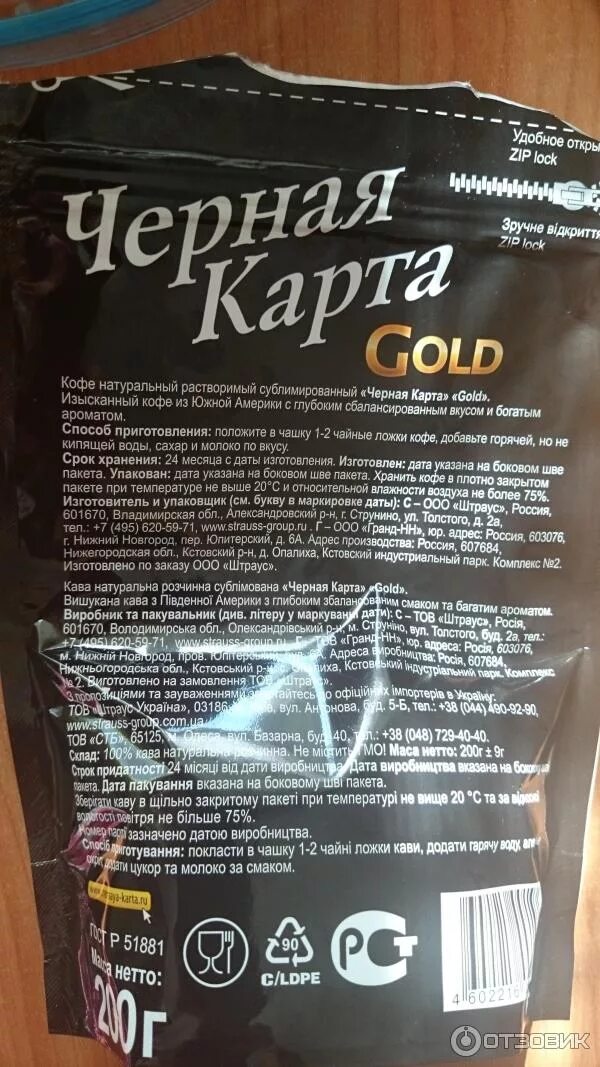 Удобное откры
ZIP lock
Зручне відкриття
ZIP lock
Черная
Карта
GOLD
Кофе натуральный растворимый сублимированный «Черная Карта» «Gold».
Изысканный кофе из Южной Америки с глубоким сбалансированным вкусом и богатым
ароматом.
Способ приготовления: положите в чашку 1-2 чайные ложки кофе, добавьте горячей, но не
кипящей воды, сахар и молоко по вкусу.
Срок хранения: 24 месяца с даты изготовления. Изготовлен: дата указана на боковом шве
пакета. Упакован: дата указана на боковом шве пакета. Хранить кофе в плотно закрытом
пакете при температуре не выше 20°С и относительной влажности воздуха не более 75%.
Изготовитель и упаковщик (см. букву в маркировке даты): С – ООО «Штраус», Россия,
601670, Владимирская обл., Александровский р-н, г. Струнино, ул. Толстого, д. 2а,
тел.: +7 (495) 620-59-71, www.strauss-group.ru . Г – ООО «Гранд-НН», юр. адрес: Россия, 603076,
г. Нижний Новгород, пер. Юпитерский, д. 6А. Адрес производства: Россия, 607684,
Нижегородская обл., Кстовский р-н, д. Опалиха, Кстовский индустриальный парк. Комплекс №2.
Изготовлено по заказу ООО «Штраус».
Кава натуральна розчинна сублімована «Черная Карта» «Gold».
Вишукана кава з Південної Америки з глибоким збалансованим смаком та багатим ароматом.
Виробник та пакувальник (див. літеру у маркуванні дати): С – ТОВ «Штраус», Росія,
601670, Володимирська обл., Олександрівський р-н, м. Струніно, вул. Толстого, буд. 2а, тел.:
+7 (495) 620-59-71, www.strauss-group.ru . Г – ТОВ «Гранд-НН», юр. адреса: Росія, 603076,
м. Нижній Новгород, пров. Юпітерський, 6А. Адреса виробництва: Росія, 607684,
Нижньогородська обл., Кстовський р-н, Опалиха, Кстовський індустріальний парк. Комплекс
№2. Виготовлено на замовлення ТОВ «Штраус».
З пропозиціями та зауваженнями звертайтесь до офіційних імпортерів в Україну:
ТОВ «Штраус Україна», 03186, Київ, вул. Антонова, буд. 5-Б, тел.: +38 (044) 490-92-90,
www.strauss-group.com.ua
ТОВ «СТБ», 65125, м. Одеса, вул. Базарна, буд. 40, тел.: +38 (048) 729-40-40.
Склад: 100% кава натуральна розчинна. Не містить ГМО! Маса нетто: 200г ± 9г
Строк придатності 24 місяці від дати виробництва. Дата виробництва вказана на боковому шві
пакета. Дата пакування вказана на боковому шві пакета.
Зберігати каву в щільно закритому пакеті при температурі не вище 20 °С та за відносної
вологості повітря не більше 75%.
Номер партії зазначено датою виробництва.
Спосіб приготування: покласти в чашку 1-2 чайні ложки кави, додати гарячу воду, але не
окріп, додати цукор та молоко за смаком.
www.chernaya-karta.ru
ГОСТ Р 51881
Масса нетто:
200 г
90
C/LDPE
РСТ
4 60221
ОТЗОВИК